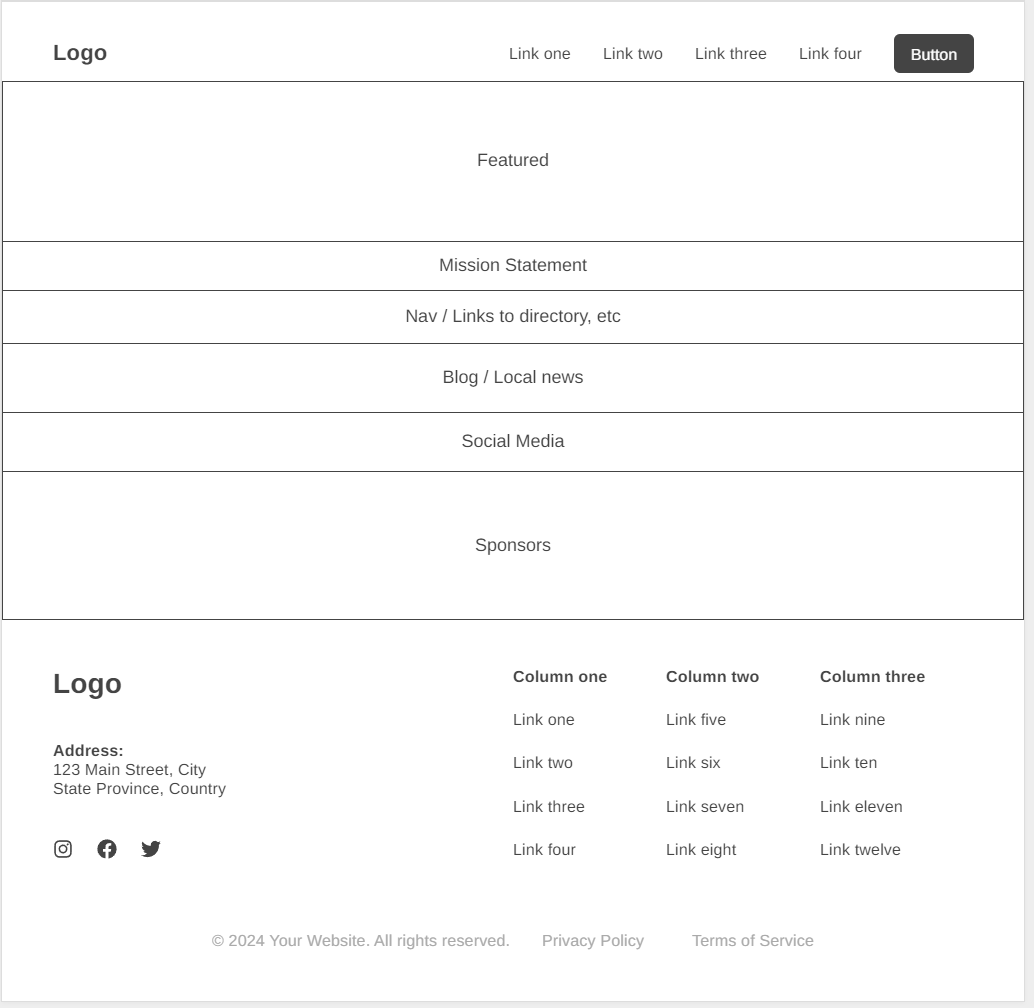 Logo
Link one
Link two
Link three
Link four
Button
Featured
Mission Statement
Nav / Links to directory, etc
Blog / Local news
Social Media
Sponsors
Logo
Address:
123 Main Street, City
State Province, Country
Column one
Link one
Link two
Link three
Link four
Column two
Link five
Link six
Link seven
Link eight
Column three
Link nine
Link ten
Link eleven
Link twelve
© 2024 Your Website. All rights reserved.
Privacy Policy
Terms of Service